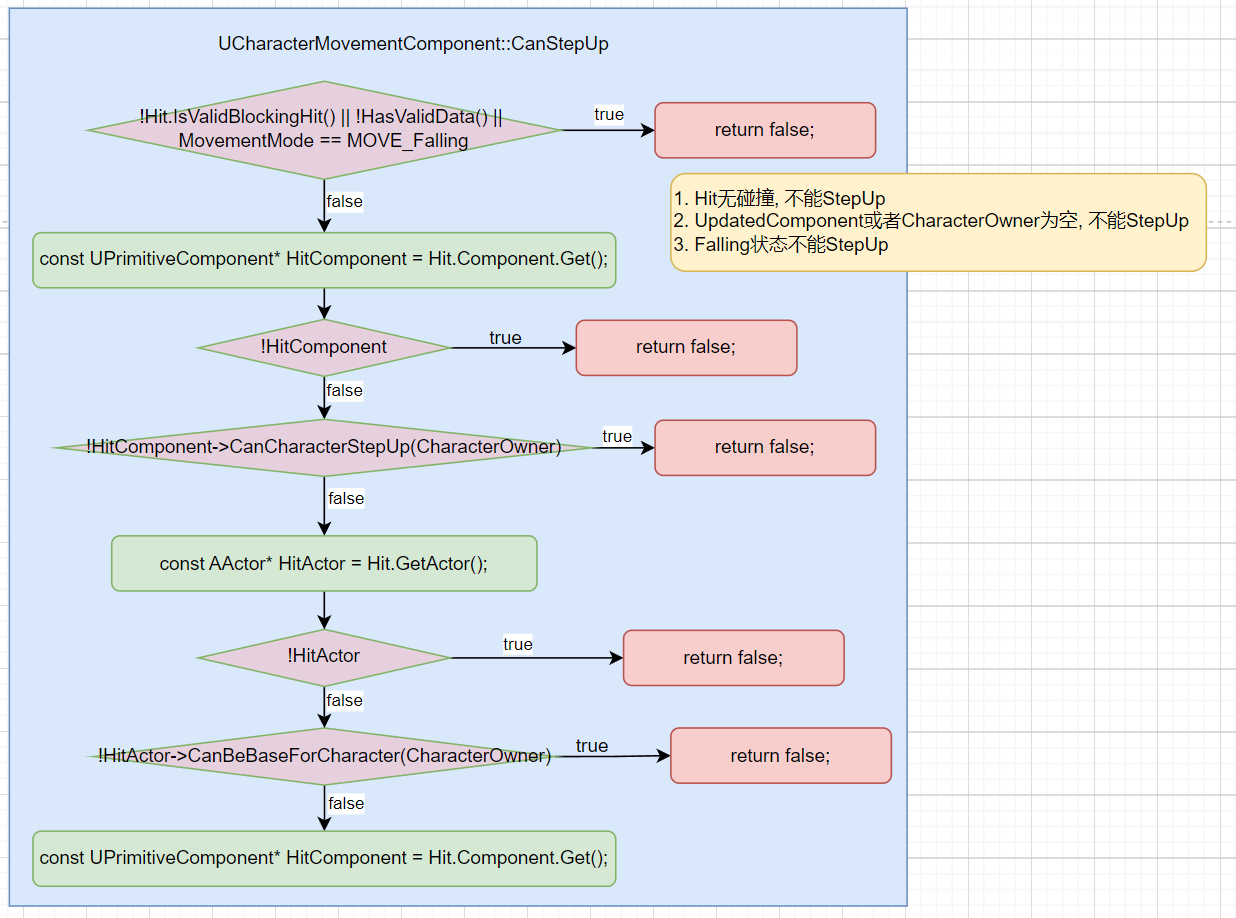 UCharacterMovementComponent::CanStepUp
!Hit.IsValidBlockingHit() || !HasValidData() ||
MovementMode == MOVE_Falling
true
return false;
false
1. Hit无碰撞, 不能StepUp
2. UpdatedComponent或者CharacterOwner为空, 不能StepUp
3. Falling状态不能StepUp
const UPrimitiveComponent* HitComponent = Hit.Component.Get();
!HitComponent
true
return false;
false
!HitComponent->CanCharacterStepUp(CharacterOwner)
true
return false;
false
const AActor* HitActor = Hit.GetActor();
!HitActor
true
return false;
false
!HitActor->CanBeBaseForCharacter(CharacterOwner)
true
return false;
false
const UPrimitiveComponent* HitComponent = Hit.Component.Get();